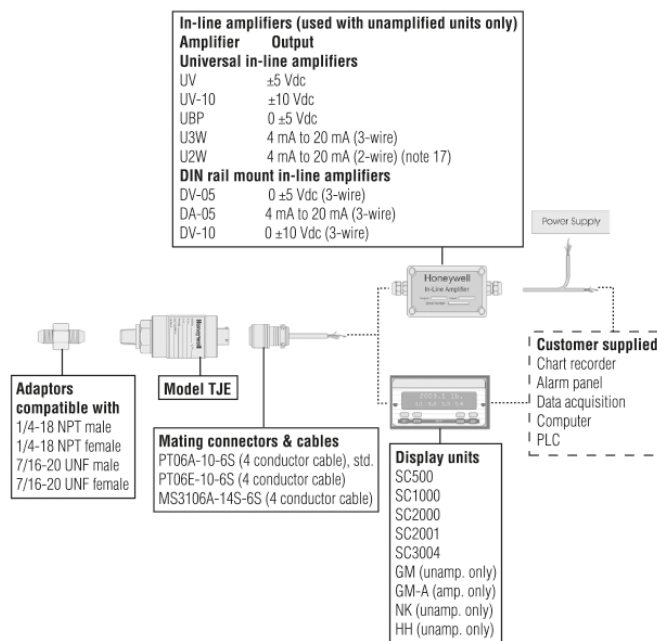 In-line amplifiers (used with unamplified units only)
Amplifier Output
Universal in-line amplifiers
UV ±5 Vdc
UV-10 ±10 Vdc
UBP 0 ±5 Vdc
U3W 4 mA to 20 mA (3-wire)
U2W 4 mA to 20 mA (2-wire) (note 17)
DIN rail mount in-line amplifiers
DV-05 0 ±5 Vdc (3-wire)
DA-05 4 mA to 20 mA (3-wire)
DV-10 0 ±10 Vdc (3-wire)
Power Supply
Honeywell
In-Line Amplifier
Honeywell
Adaptors
compatible with
1/4-18 NPT male
1/4-18 NPT female
7/16-20 UNF male
7/16-20 UNF female
Model TJE
Mating connectors & cables
PT06A-10-6S (4 conductor cable), std.
PT06E-10-6S (4 conductor cable)
MS3106A-14S-6S (4 conductor cable)
Customer supplied
Chart recorder
Alarm panel
Data acquisition
Computer
PLC
Display units
SC500
SC1000
SC2000
SC2001
SC3004
GM (unamp. only)
GM-A (amp. only)
NK (unamp. only)
HH (unamp. only)